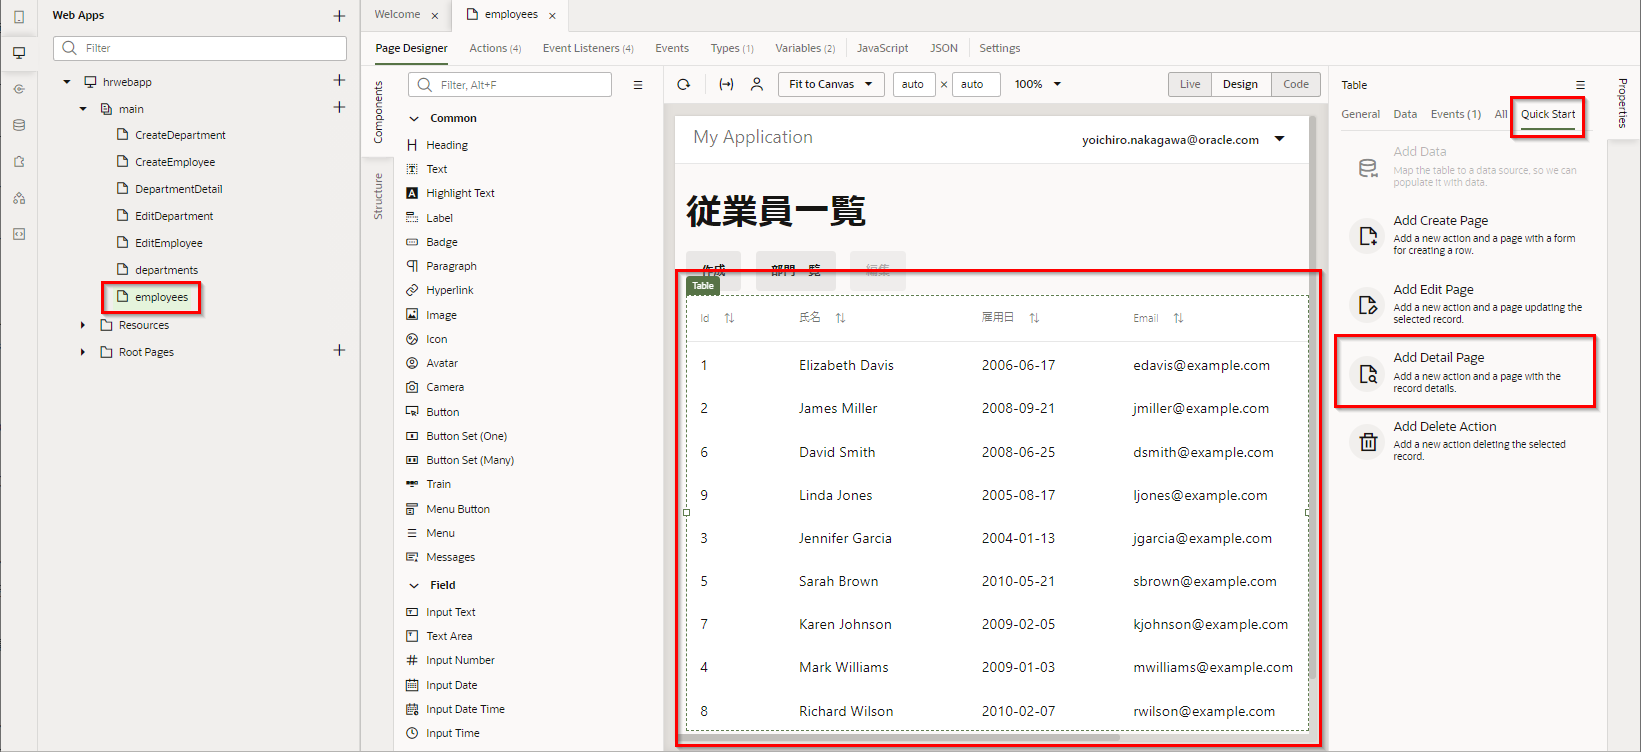 Web Apps
Filter
hrwebapp
main
CreateDepartment
CreateEmployee
DepartmentDetail
EditDepartment
EditEmployee
departments
employees
Resources
Root Pages
Welcome
employees
Page Designer
Actions (4)
Event Listeners (4)
Events
Types (1)
Variables (2)
JavaScript
JSON
Settings
Components
Structure
Filter, Alt+F
Common
Heading
Text
Highlight Text
Label
Badge
Paragraph
Hyperlink
Image
Icon
Avatar
Camera
Button
Button Set (One)
Button Set (Many)
Train
Menu Button
Menu
Messages
Field
Input Text
Text Area
Input Number
Input Date
Input Date Time
Input Time
Fit to Canvas
auto × auto
100%
Live
Design
Code
My Application
yoichiro.nakagawa@oracle.com
従業員一覧
作成 部門一覧 編集
Table
Id 氏名 雇用日 Email
1 Elizabeth Davis 2006-06-17 edavis@example.com
2 James Miller 2008-09-21 jmiller@example.com
6 David Smith 2008-06-25 dsmith@example.com
9 Linda Jones 2005-08-17 ljones@example.com
3 Jennifer Garcia 2004-01-13 jgarcia@example.com
5 Sarah Brown 2010-05-21 sbrown@example.com
7 Karen Johnson 2009-02-05 kjohnson@example.com
4 Mark Williams 2009-01-03 mwilliams@example.com
8 Richard Wilson 2010-02-07 rwilson@example.com
Table
General Data Events (1) All Quick Start
Add Data
Map the table to a data source, so we can
populate it with data.
Add Create Page
Add a new action and a page with a form
for creating a row.
Add Edit Page
Add a new action and a page updating the
selected record.
Add Detail Page
Add a new action and a page with the
record details.
Add Delete Action
Add a new action deleting the selected
record.
Properties